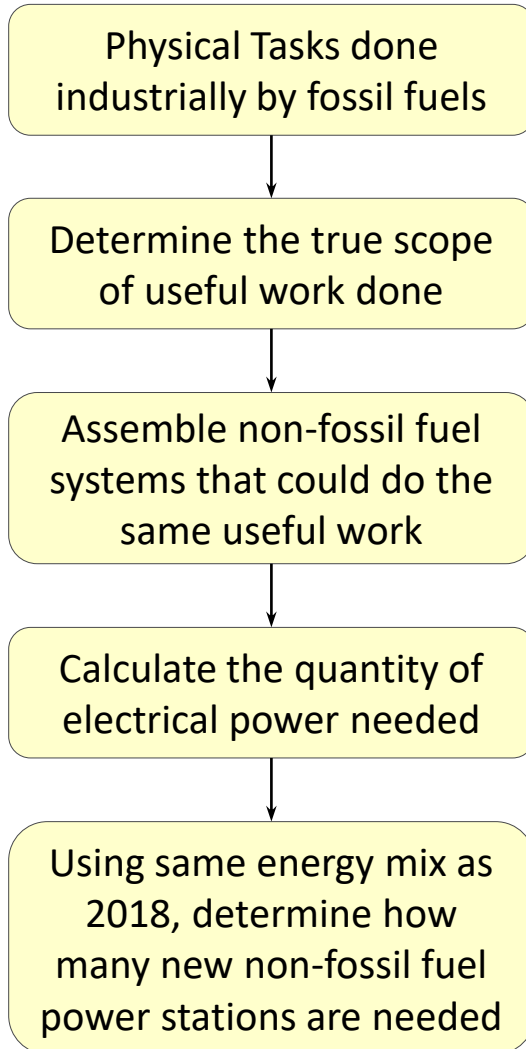 Physical Tasks done
industrially by fossil fuels
Determine the true scope
of useful work done
Assemble non-fossil fuel
systems that could do the
same useful work
Calculate the quantity of
electrical power needed
Using same energy mix as
2018, determine how
many new non-fossil fuel
power stations are needed